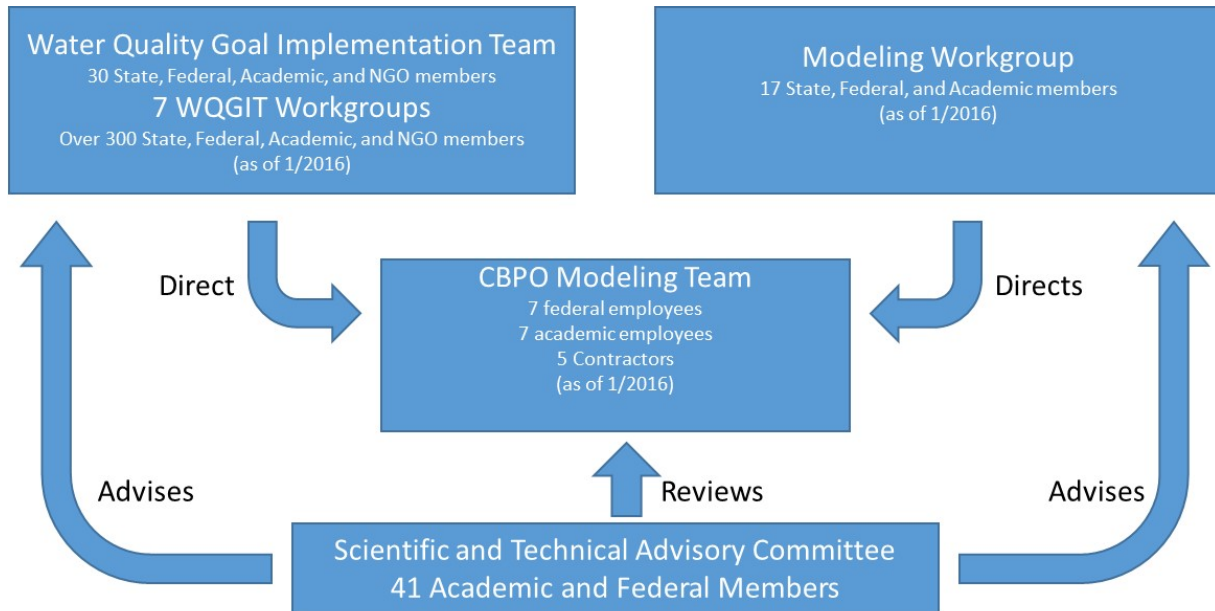 Water Quality Goal Implementation Team
30 State, Federal, Academic, and NGO members
7 WQGIT Workgroups
Over 300 State, Federal, Academic, and NGO members
(as of 1/2016)
Modeling Workgroup
17 State, Federal, and Academic members
(as of 1/2016)
Direct
Directs
CBPO Modeling Team
7 federal employees
7 academic employees
5 Contractors
(as of 1/2016)
Advises
Reviews
Advises
Scientific and Technical Advisory Committee
41 Academic and Federal Members